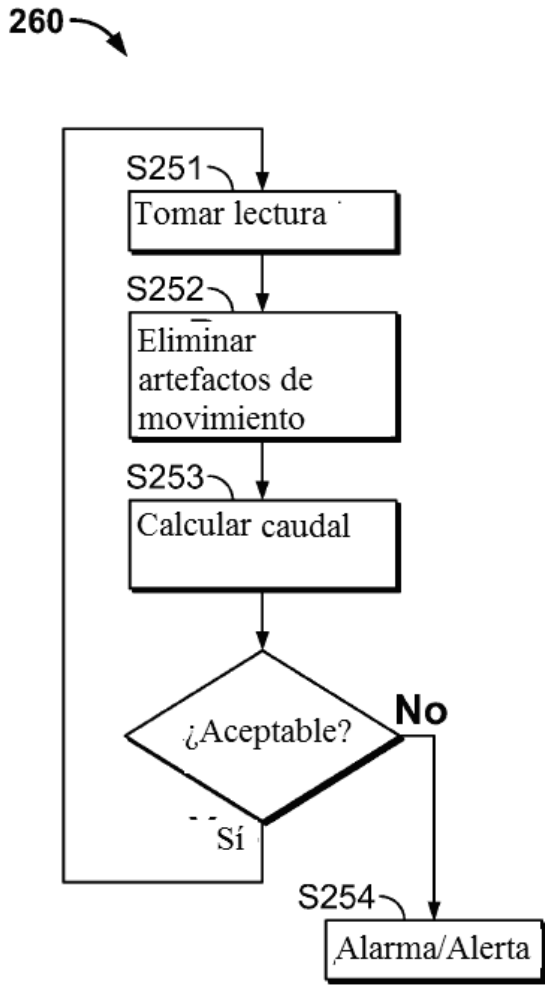 260
S251
Tomar lectura
S252
Eliminar
artefactos de
movimiento
S253
Calcular caudal
¿Aceptable?
No
Sí
S254
Alarma/Alerta